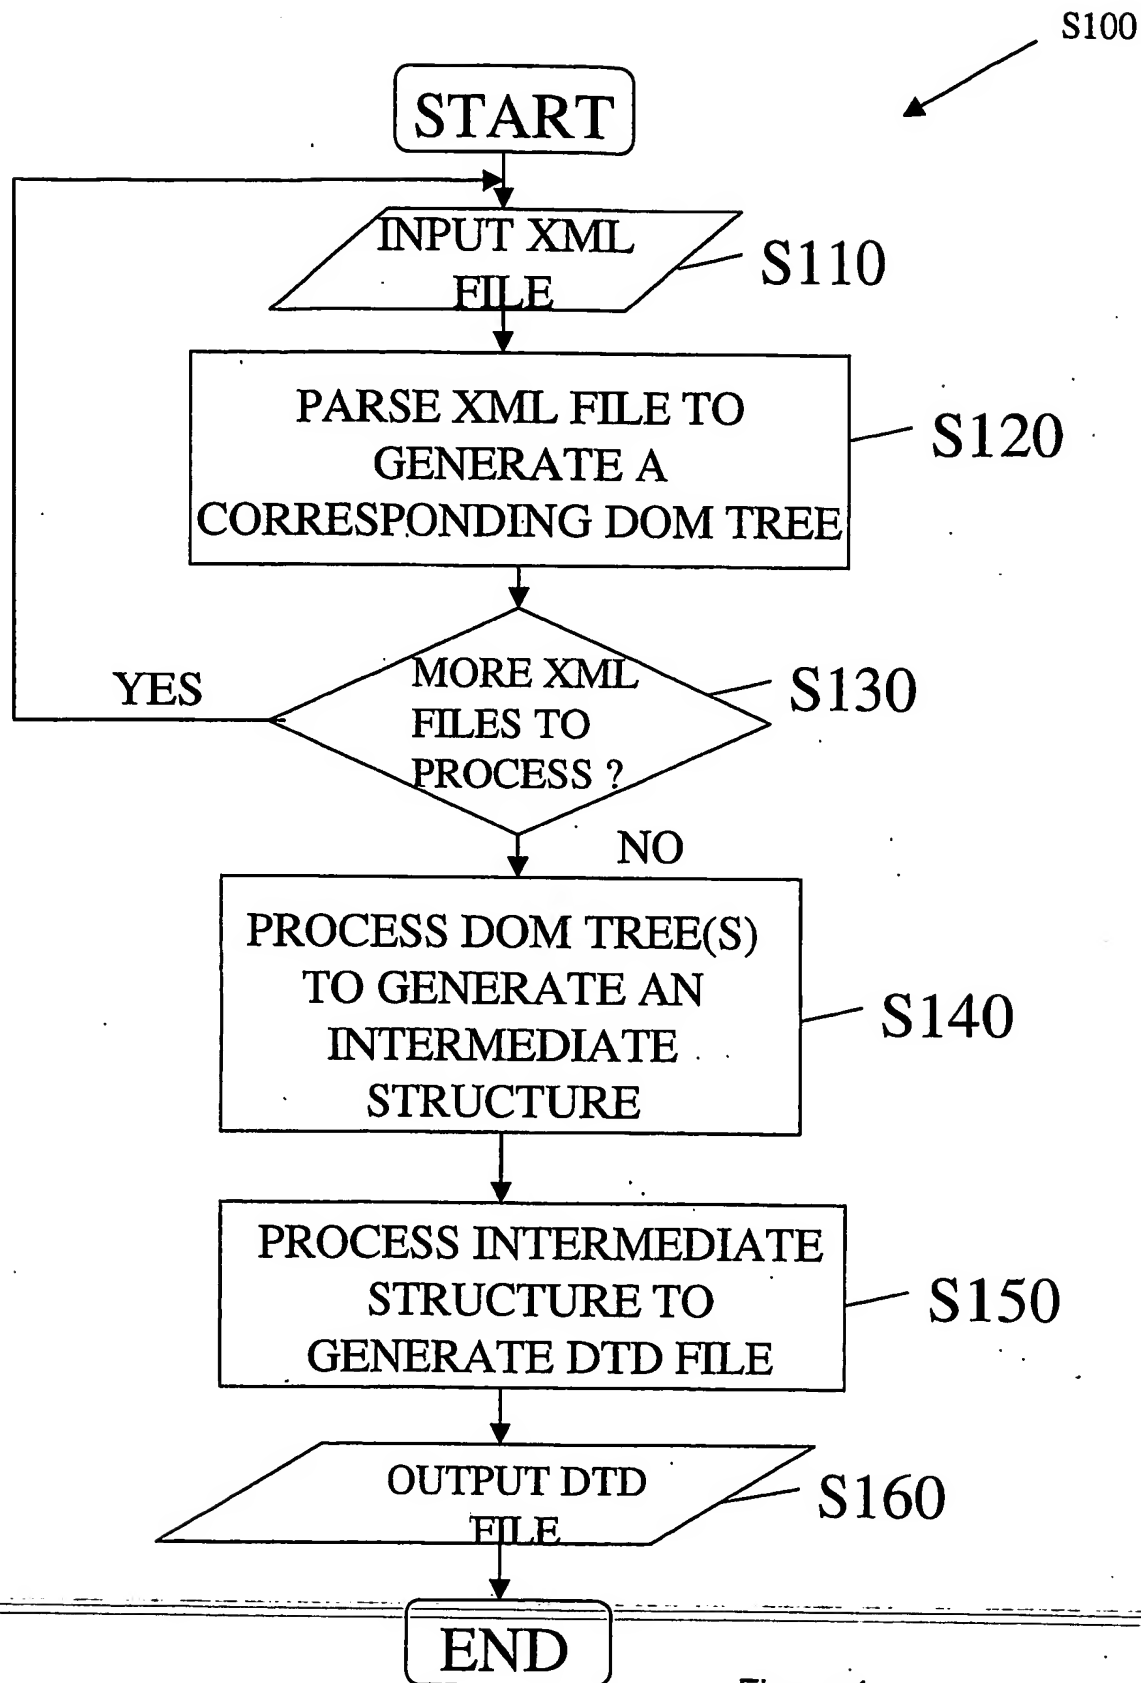 S100
START
INPUT XML
FILE
S110
PARSE XML FILE TO
GENERATE A
CORRESPONDING DOM TREE
S120
MORE XML
FILES TO
PROCESS ?
S130
YES
NO
PROCESS DOM TREE(S)
TO GENERATE AN
INTERMEDIATE
STRUCTURE
S140
PROCESS INTERMEDIATE
STRUCTURE TO
GENERATE DTD FILE
S150
OUTPUT DTD
FILE
S160
END